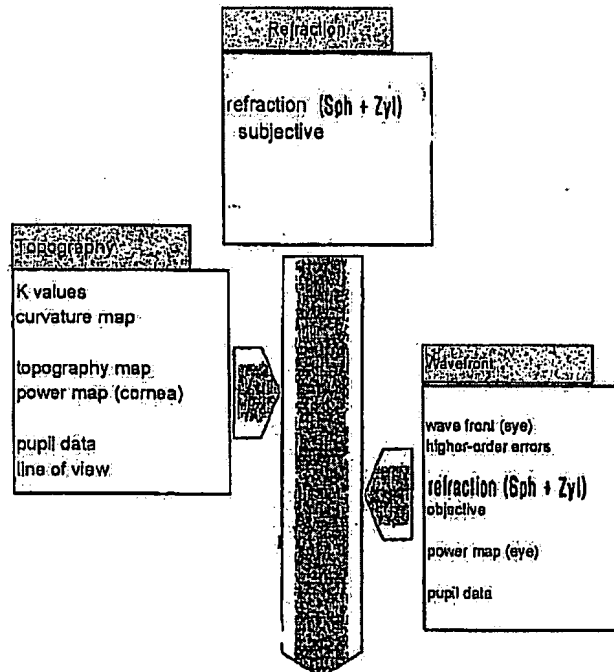 Refraction
refraction (Sph + Zyl)
subjective
Topography
K values
curvature map
topography map
power map (cornea)
pupil data
line of view
Wavefront
wave front (eye)
higher-order errors
refraction (Sph + Zyl)
objective
power map (eye)
pupil data